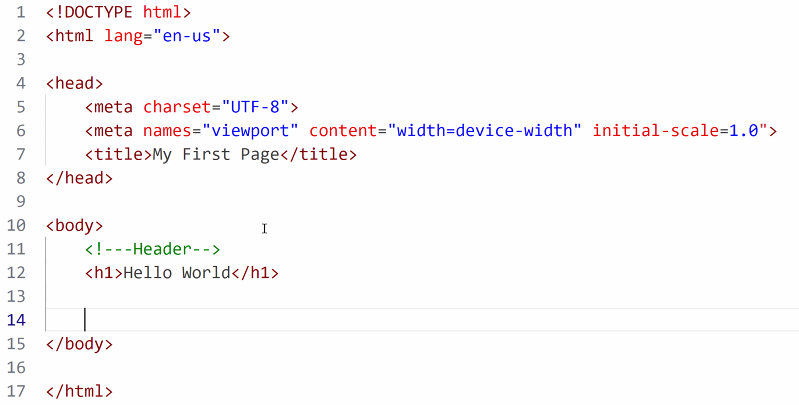 1 <!DOCTYPE html>
2 <html lang="en-us">
3
4 <head>
5     <meta charset="UTF-8">
6     <meta names="viewport" content="width=device-width" initial-scale=1.0">
7     <title>My First Page</title>
8 </head>
9
10 <body>
11     <!---Header-->
12     <h1>Hello World</h1>
13
14
15 </body>
16
17 </html>